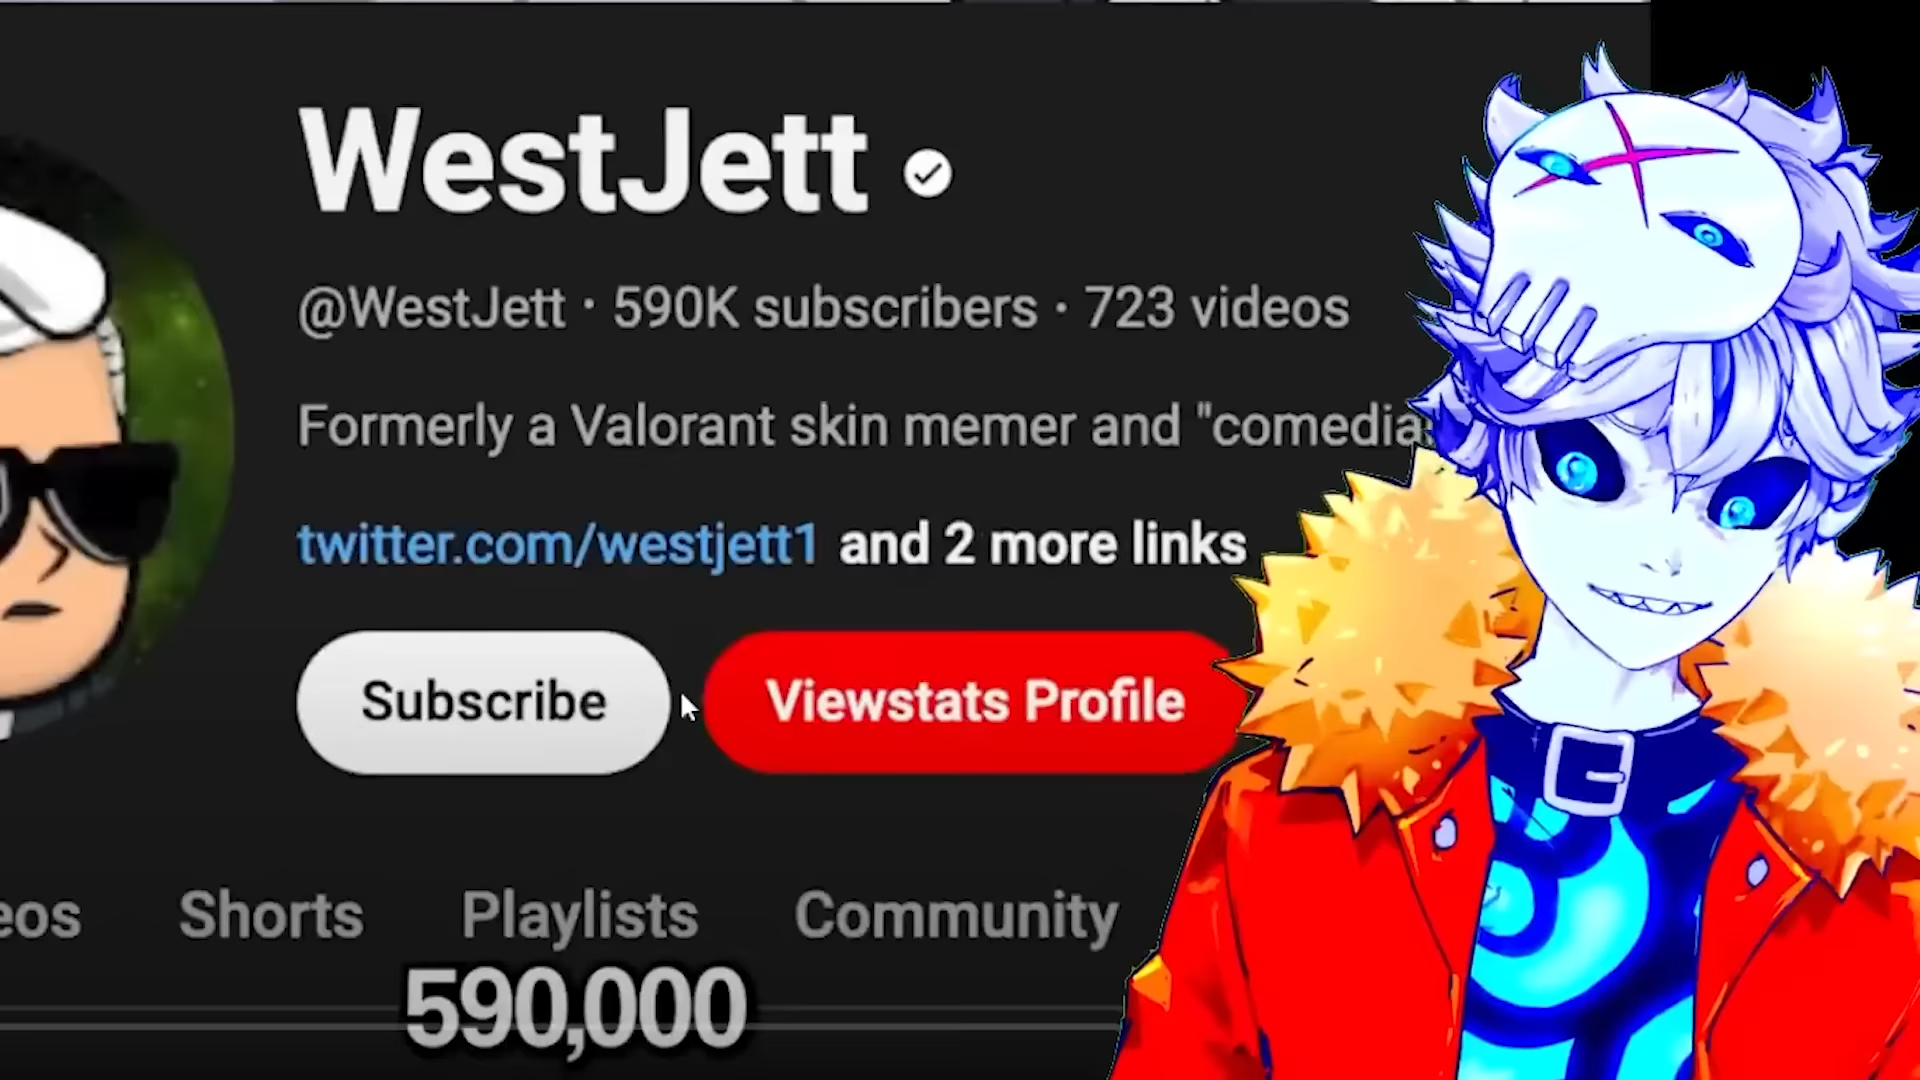 WestJett
@WestJett · 590K subscribers · 723 videos
Formerly a Valorant skin memer and "comedia
twitter.com/westjett1 and 2 more links
Subscribe Viewstats Profile
eos Shorts Playlists Community
590,000